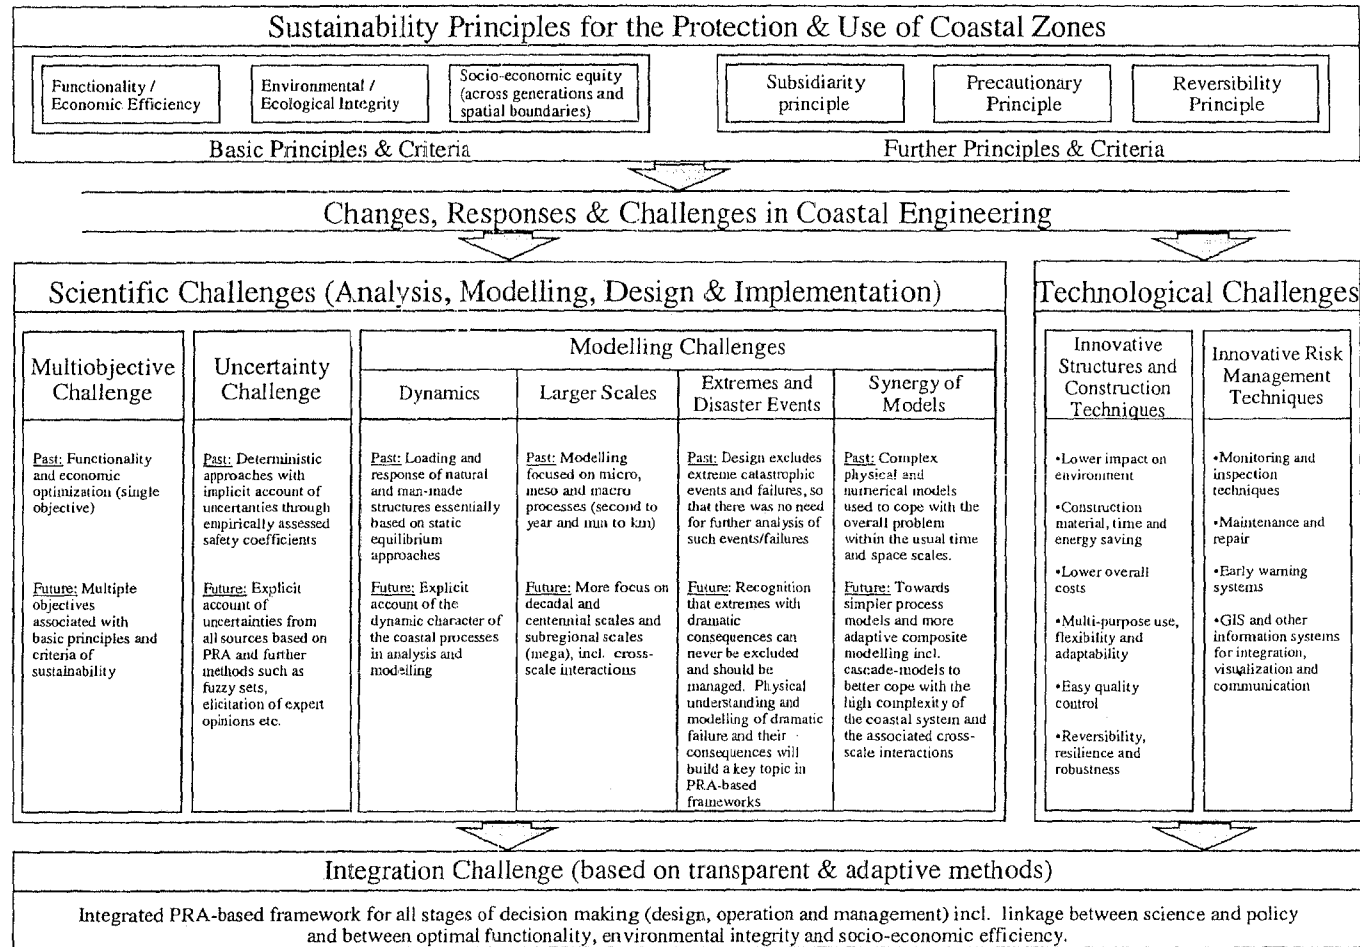 Sustainability Principles for the Protection & Use of Coastal Zones
Functionality /
Economic Efficiency
Environmental /
Ecological Integrity
Socio-economic equity
(across generations and
spatial boundaries)
Basic Principles & Criteria
Subsidiarity
principle
Precautionary
Principle
Reversibility
Principle
Further Principles & Criteria
Changes, Responses & Challenges in Coastal Engineering
Scientific Challenges (Analysis, Modelling, Design & Implementation)
Multiobjective
Challenge
Past: Functionality
and economic
optimization (single
objective)
Future: Multiple
objectives
associated with
basic principles and
criteria of
sustainability
Uncertainty
Challenge
Past: Deterministic
approaches with
implicit account of
uncertanties through
empirically assessed
safety coefficients
Future: Explicit
account of
uncertainties from
all sources based on
PRA and further
methods such as
fuzzy sets,
elicitation of expert
opinions etc.
Modelling Challenges
Dynamics
Past: Loading and
response of natural
and man-made
structures essentially
based on static
equilibrium
approaches
Future: Explicit
account of the
dynamic character of
the coastal processes
in analysis and
modelling
Larger Scales
Past: Modelling
focused on micro,
meso and macro
processes (second to
year and mm to km)
Future: More focus on
decadal and
centennial scales and
subregional scales
(mega), incl. cross-
scale interactions
Extremes and
Disaster Events
Past: Design excludes
extreme catastrophic
events and failures, so
that there was no need
for further analysis of
such events/failures
Future: Recognition
that extremes with
dramatic
consequences can
never be excluded
and should be
managed. Physical
understanding and
modelling of dramatic
failure and their
consequences will
build a key topic in
PRA-based
frameworks
Synergy of
Models
Past: Complex
physical and
numerical models
used to cope with the
overall problem
within the usual time
and space scales.
Future: Towards
simpler process
models and more
adaptive composite
modelling incl.
cascade-models to
better cope with the
high complexity of
the coastal system and
the associated cross-
scale interactions
Technological Challenges
Innovative
Structures and
Construction
Techniques
•Lower impact on
environment
•Construction
material, time and
energy saving
•Lower overall
costs
•Multi-purpose use,
flexibility and
adaptability
•Easy quality
control
•Reversibility,
resilience and
robustness
Innovative Risk
Management
Techniques
•Monitoring and
inspection
techniques
•Maintenance and
repair
•Early warning
systems
•GIS and other
information systems
for integration,
visualization and
communication
Integration Challenge (based on transparent & adaptive methods)
Integrated PRA-based framework for all stages of decision making (design, operation and management) incl. linkage between science and policy
and between optimal functionality, environmental integrity and socio-economic efficiency.